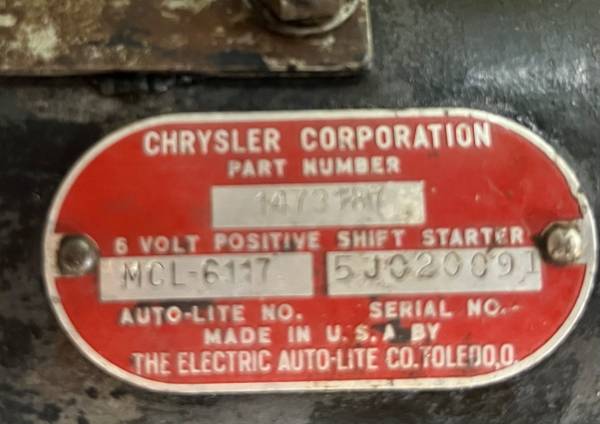 CHRYSLER CORPORATION
PART NUMBER
1473187
6 VOLT POSITIVE SHIFT STARTER
MCL-6117 5J020091
AUTO-LITE NO. SERIAL NO.
MADE IN U.S.A BY
THE ELECTRIC AUTO-LITE CO. TOLEDO, O.